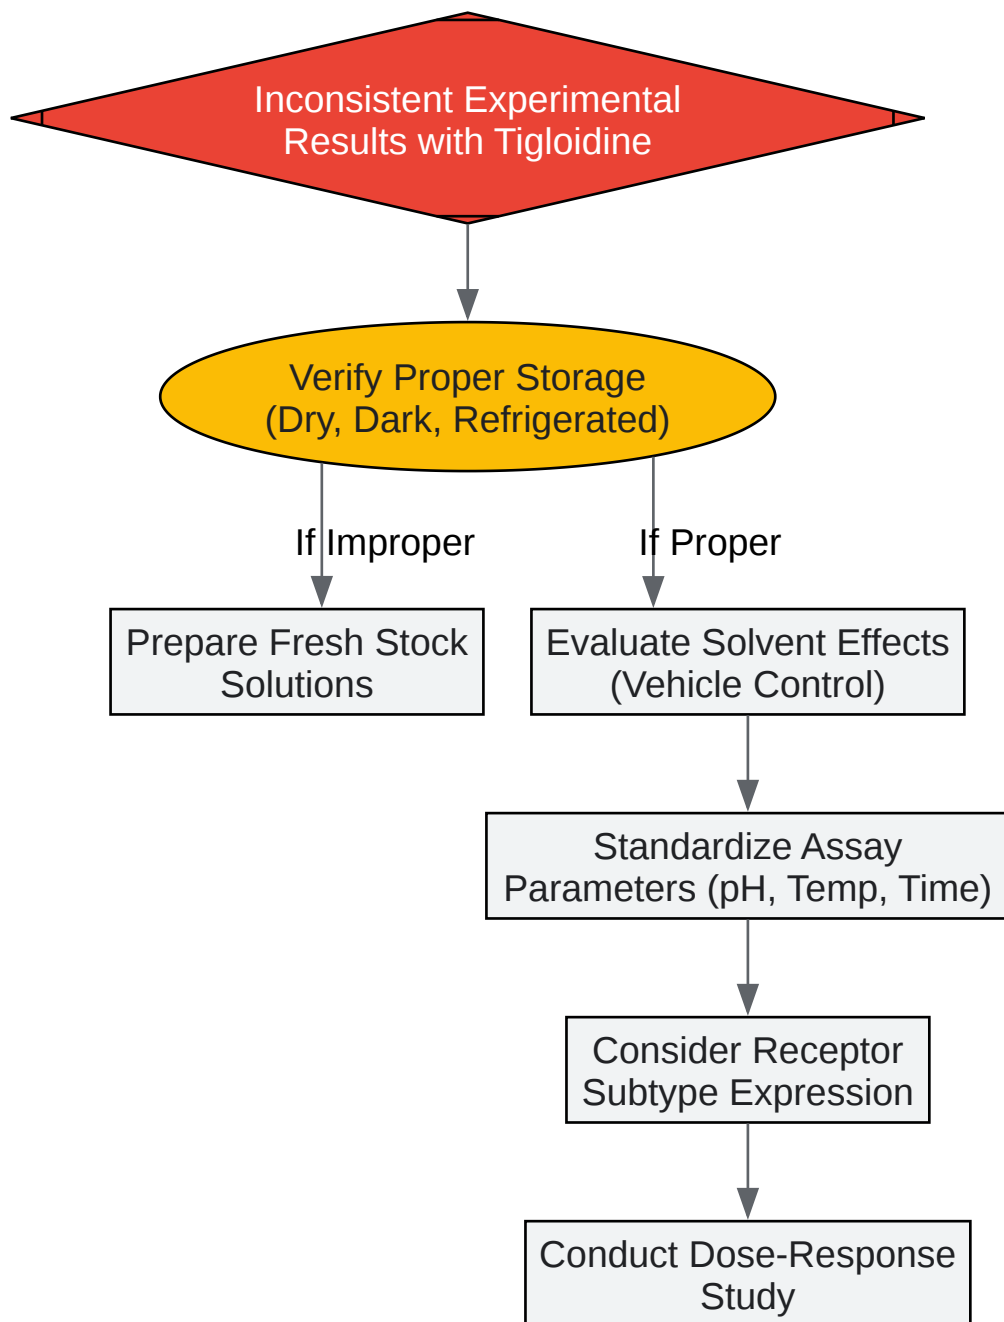 Inconsistent Experimental
Results with Tigloidine
Verify Proper Storage
(Dry, Dark, Refrigerated)
If Improper
If Proper
Prepare Fresh Stock
Solutions
Evaluate Solvent Effects
(Vehicle Control)
Standardize Assay
Parameters (pH, Temp, Time)
Consider Receptor
Subtype Expression
Conduct Dose-Response
Study